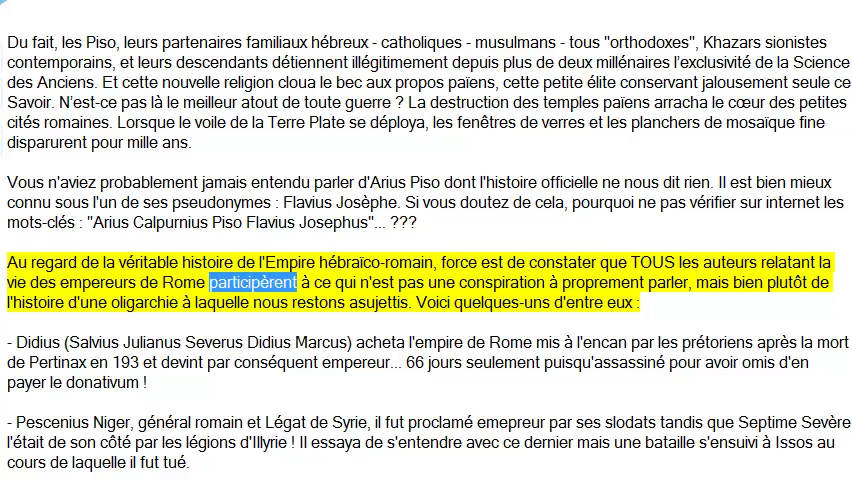 Du fait, les Piso, leurs partenaires familiaux hébreux - catholiques - musulmans - tous "orthodoxes", Khazars sionistes
contemporains, et leurs descendants détiennent illégitimement depuis plus de deux millénaires l'exclusivité de la Science
des Anciens. Et cette nouvelle religion cloua le bec aux propos païens, cette petite élite conservant jalousement seule ce
Savoir. N'est-ce pas là le meilleur atout de toute guerre ? La destruction des temples païens arracha le cœur des petites
cités romaines. Lorsque le voile de la Terre Plate se déploya, les fenêtres de verres et les planchers de mosaïque fine
disparurent pour mille ans.
Vous n'aviez probablement jamais entendu parler d'Arius Piso dont l'histoire officielle ne nous dit rien. Il est bien mieux
connu sous l'un de ses pseudonymes : Flavius Josèphe. Si vous doutez de cela, pourquoi ne pas vérifier sur internet les
mots-clés : "Arius Calpurnius Piso Flavius Josephus"... ???
Au regard de la véritable histoire de l'Empire hébraïco-romain, force est de constater que TOUS les auteurs relatant la
vie des empereurs de Rome participèrent à ce qui n'est pas une conspiration à proprement parler, mais bien plutôt de
l'histoire d'une oligarchie à laquelle nous restons asujettis. Voici quelques-uns d'entre eux :
- Didius (Salvius Julianus Severus Didius Marcus) acheta l'empire de Rome mis à l'encan par les prétoriens après la mort
de Pertinax en 193 et devint par conséquent empereur... 66 jours seulement puisqu'assassiné pour avoir omis d'en
payer le donativum !
- Pescenius Niger, général romain et Légat de Syrie, il fut proclamé emepreur par ses slodats tandis que Septime Sevère
l'était de son côté par les légions d'Illyrie ! Il essaya de s'entendre avec ce dernier mais une bataille s'ensuivi à Issos au
cours de laquelle il fut tué.